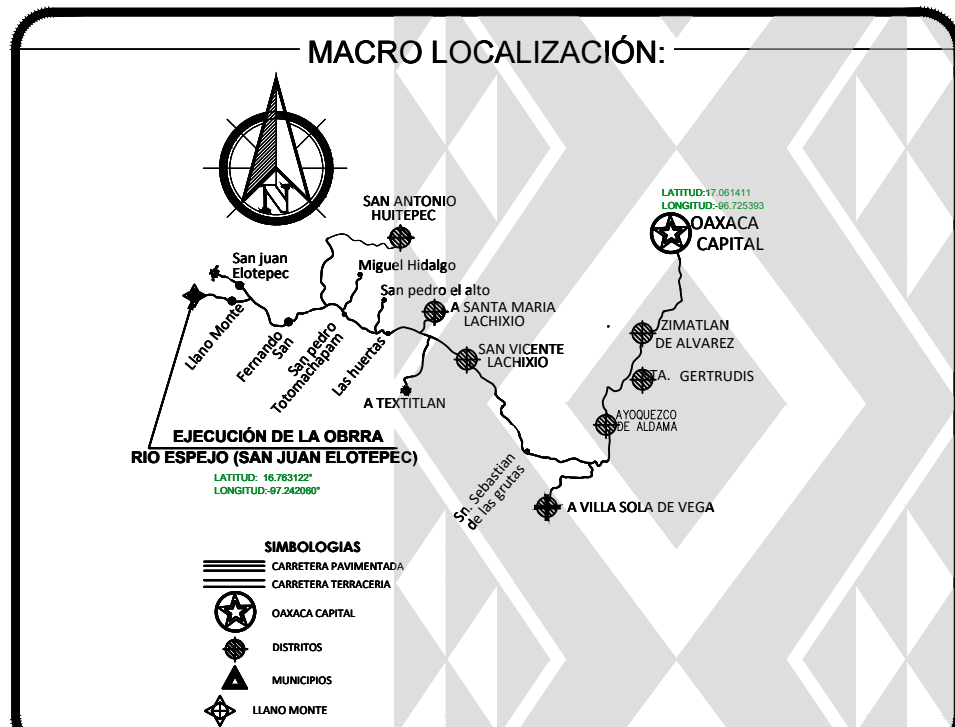 MACRO LOCALIZACIÓN:
N
SAN ANTONIO
HUITEPEC
LATITUD:17.061411
LONGITUD:-96.725393
OAXACA
CAPITAL
San juan
Elotepec
Miguel Hidalgo
San pedro el alto
A SANTA MARIA
LACHIXIO
Llano Monte
Fernando
San
San pedro
Totomachapam
Las huertas
SAN VICENTE
LACHIXIO
ZIMATLAN
DE ALVAREZ
TA. GERTRUDIS
A TEXTITLAN
AYOQUEZCO
DE ALDAMA
EJECUCIÓN DE LA OBRRA
RIO ESPEJO (SAN JUAN ELOTEPEC)
LATITUD: 16.763122°
LONGITUD:-97.242060°
Sn. Sebastian
de las grutas
A VILLA SOLA DE VEGA
SIMBOLOGIAS
CARRETERA PAVIMENTADA
CARRETERA TERRACERIA
OAXACA CAPITAL
DISTRITOS
MUNICIPIOS
LLANO MONTE